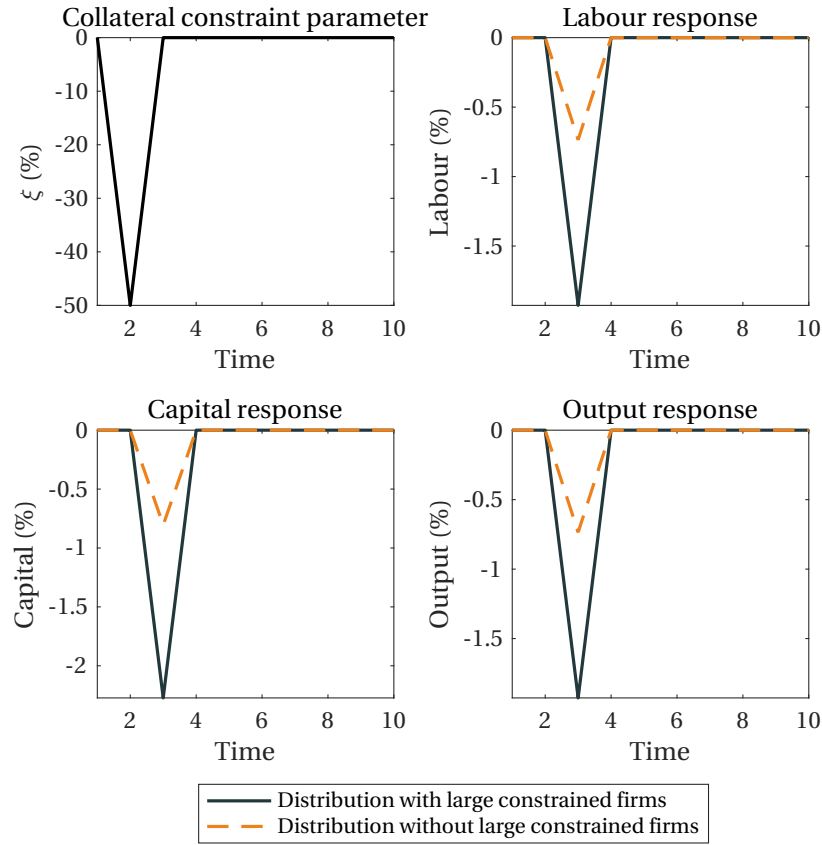 Collateral constraint parameter
0
-10
-20
-30
-40
-50
ξ (%)
2 4 6 8 10
Time
Labour response
0
-0.5
-1
-1.5
Labour (%)
2 4 6 8 10
Time
Capital response
0
-0.5
-1
-1.5
-2
Capital (%)
2 4 6 8 10
Time
Output response
0
-0.5
-1
-1.5
Output (%)
2 4 6 8 10
Time
Distribution with large constrained firms
Distribution without large constrained firms